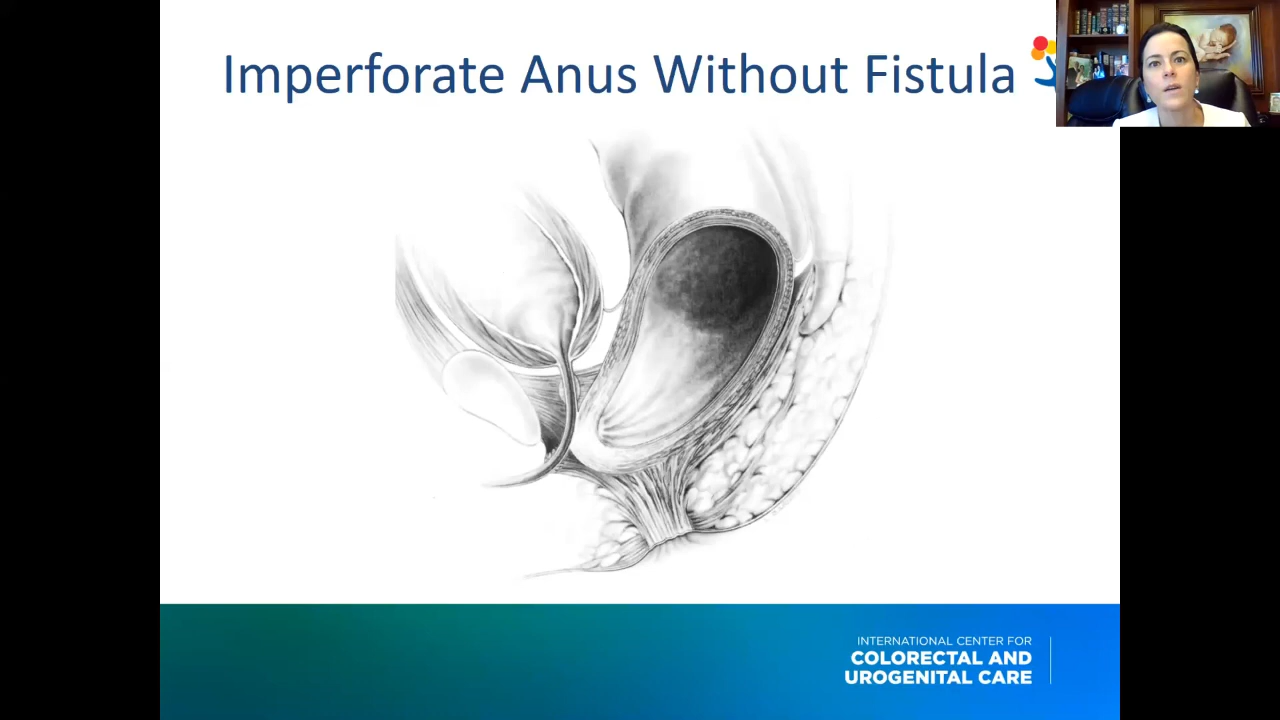 Imperforate Anus Without Fistula
INTERNATIONAL CENTER FOR
COLORECTAL AND
UROGENITAL CARE